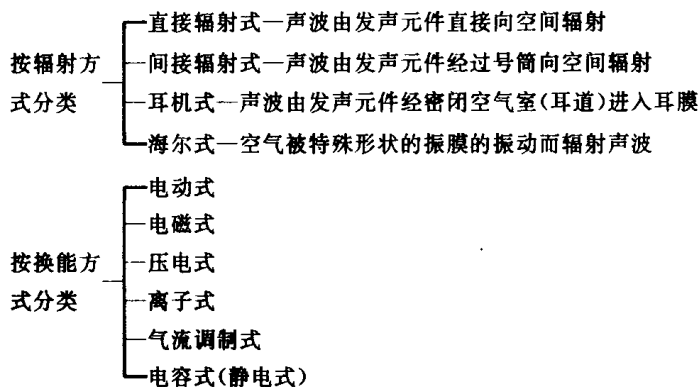 直接辐射式—声波由发声元件直接向空间辐射
按辐射方
间接辐射式—声波由发声元件经过号筒向空间辐射
式分类
耳机式—声波由发声元件经密闭空气室(耳道)进入耳膜
海尔式—空气被特殊形状的振膜的振动而辐射声波
电动式
电磁式
按换能方
压电式
式分类
离子式
气流调制式
电容式(静电式)